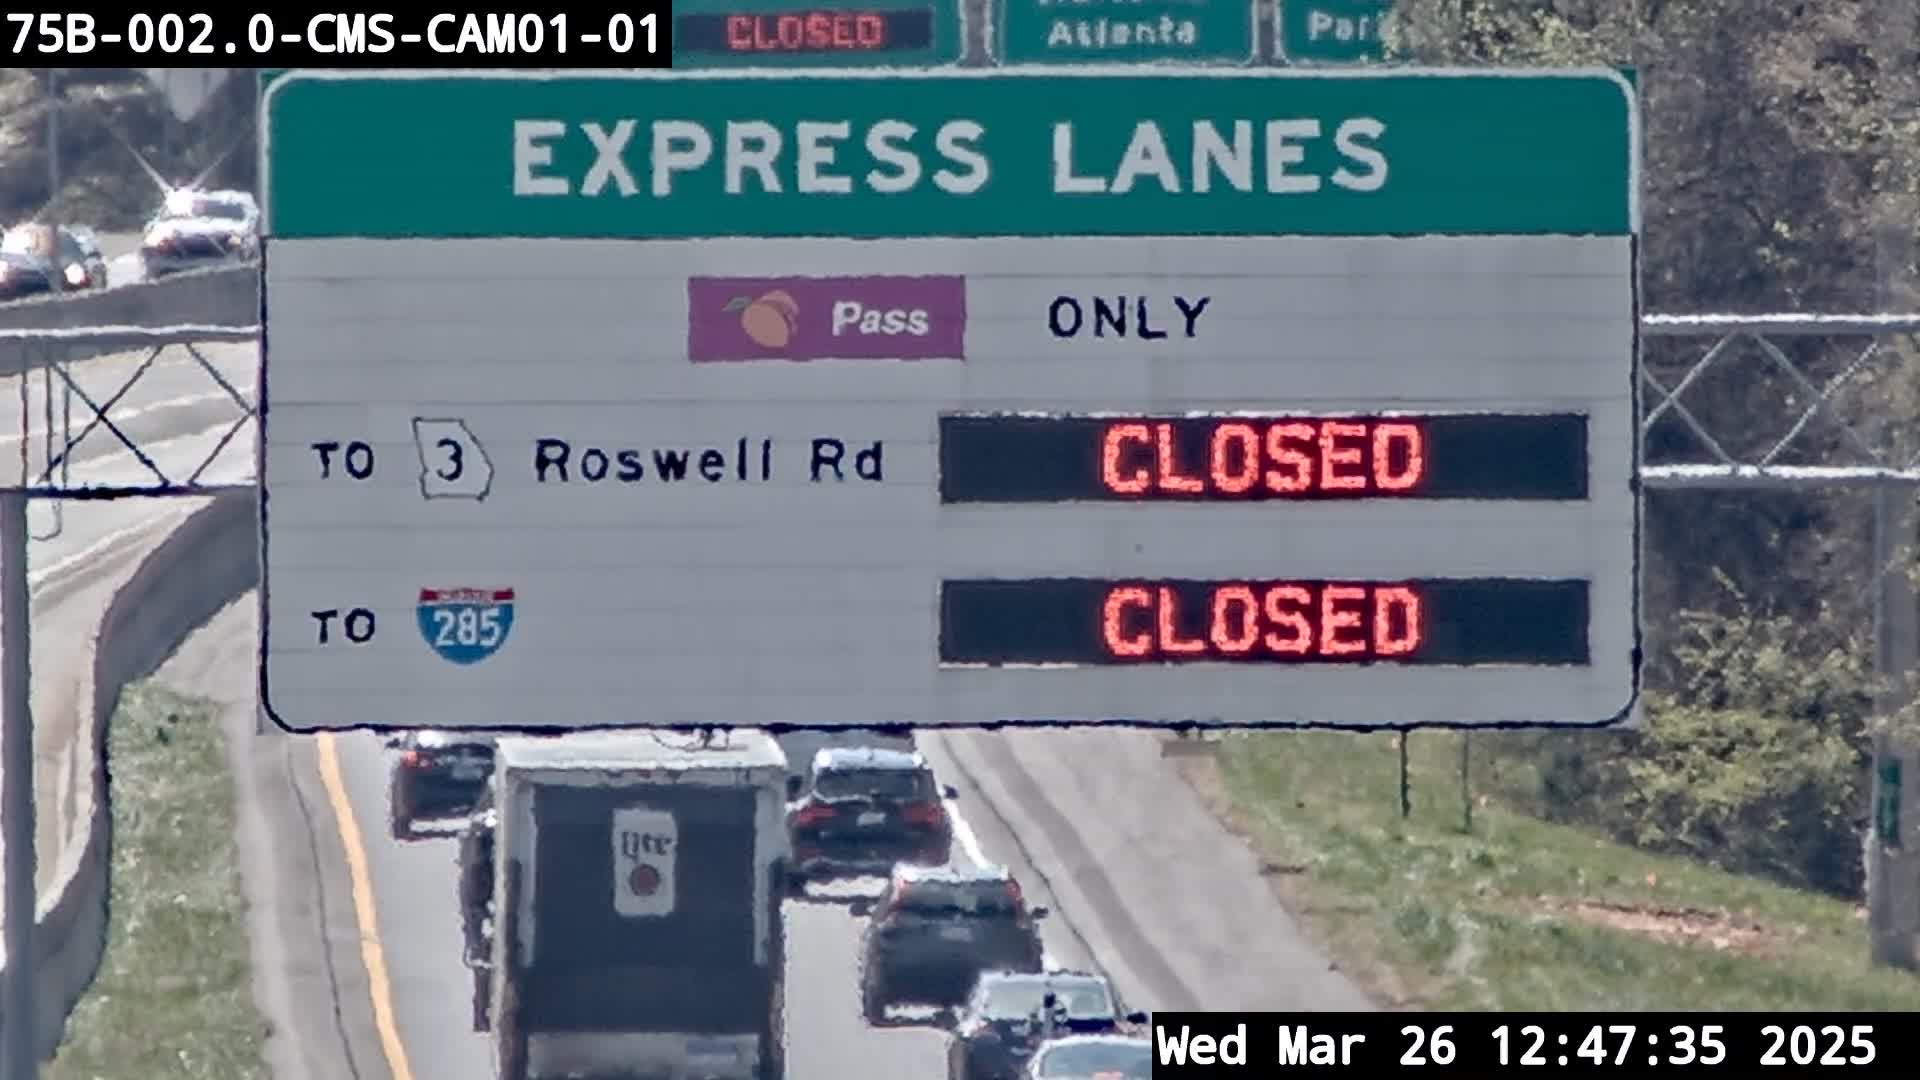 75B-002.0-CMS-CAM01-01
CLOSED
Atlanta
EXPRESS LANES
Pass ONLY
TO 3 Roswell Rd CLOSED
TO 285 CLOSED
Lite
Wed Mar 26 12:47:35 2025